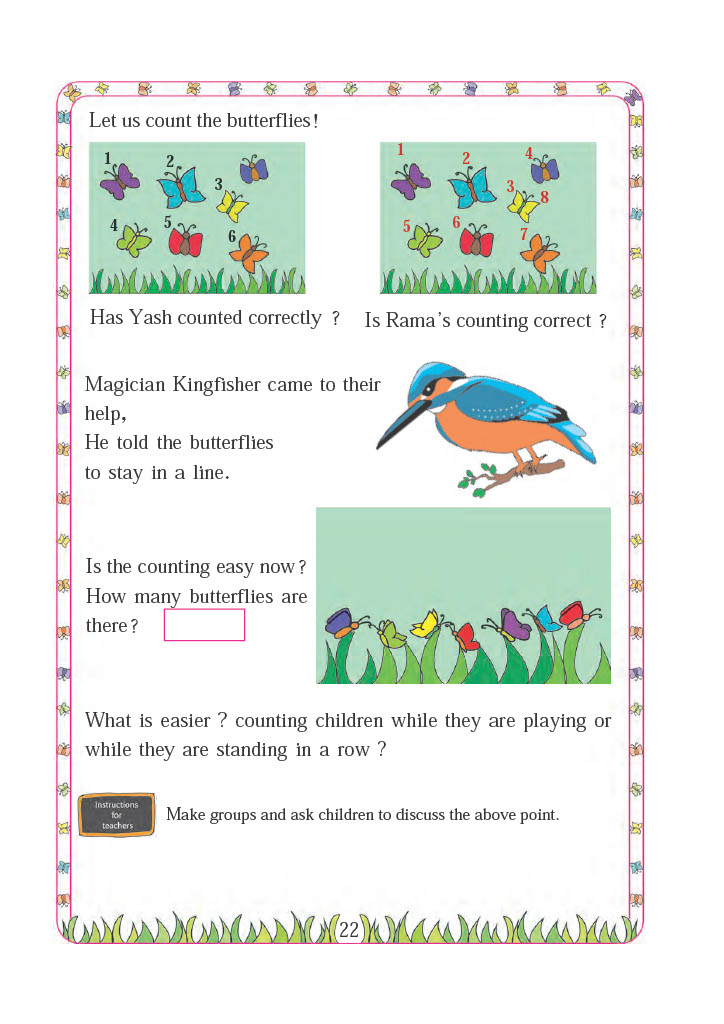 Let us count the butterflies!
1 2 3 4 5 6
1 2 3 4 5 6 7 8
Has Yash counted correctly ?
Is Rama's counting correct ?
Magician Kingfisher came to their
help,
He told the butterflies
to stay in a line.
Is the counting easy now?
How many butterflies are
there?
What is easier ? counting children while they are playing or
while they are standing in a row ?
Instructions
for
teachers
Make groups and ask children to discuss the above point.
22